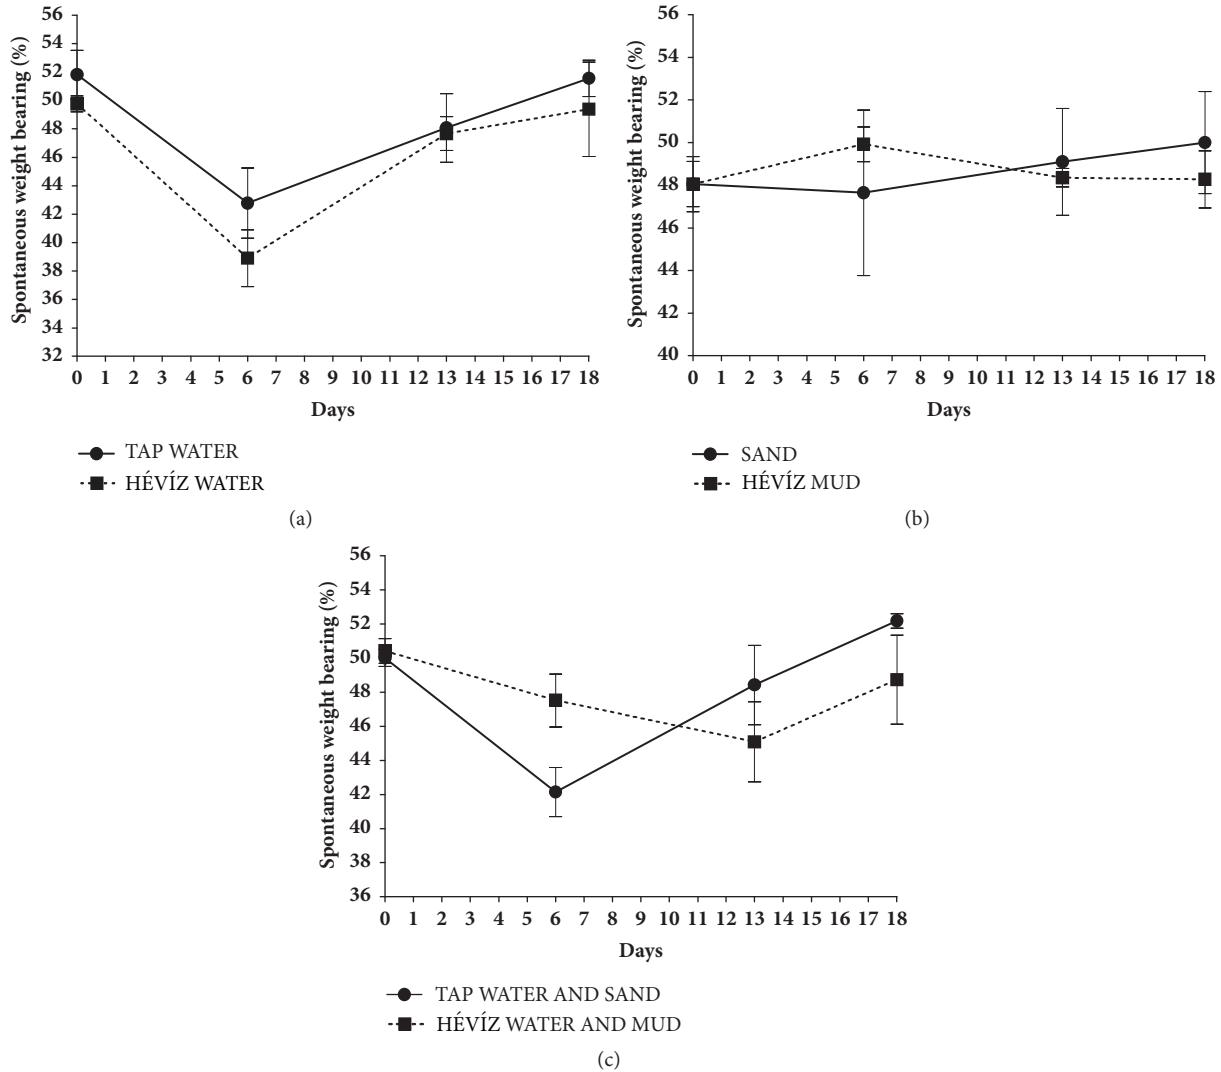 56
54
52
50
48
46
44
42
40
38
36
34
32
Spontaneous weight bearing (%)
0 1 2 3 4 5 6 7 8 9 10 11 12 13 14 15 16 17 18
Days
TAP WATER
HÉVÍZ WATER
(a)
56
54
52
50
48
46
44
42
40
Spontaneous weight bearing (%)
0 1 2 3 4 5 6 7 8 9 10 11 12 13 14 15 16 17 18
Days
SAND
HÉVÍZ MUD
(b)
56
54
52
50
48
46
44
42
40
38
36
Spontaneous weight bearing (%)
0 1 2 3 4 5 6 7 8 9 10 11 12 13 14 15 16 17 18
Days
TAP WATER AND SAND
HÉVÍZ WATER AND MUD
(c)